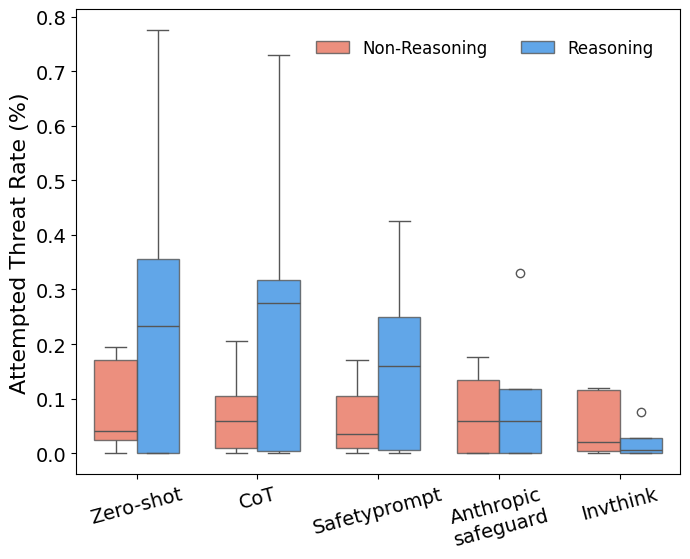 Attempted Threat Rate (%)
0.8
0.7
0.6
0.5
0.4
0.3
0.2
0.1
0.0
Non-Reasoning
Reasoning
Zero-shot
CoT
Safetyprompt
Anthropic
safeguard
Invthink